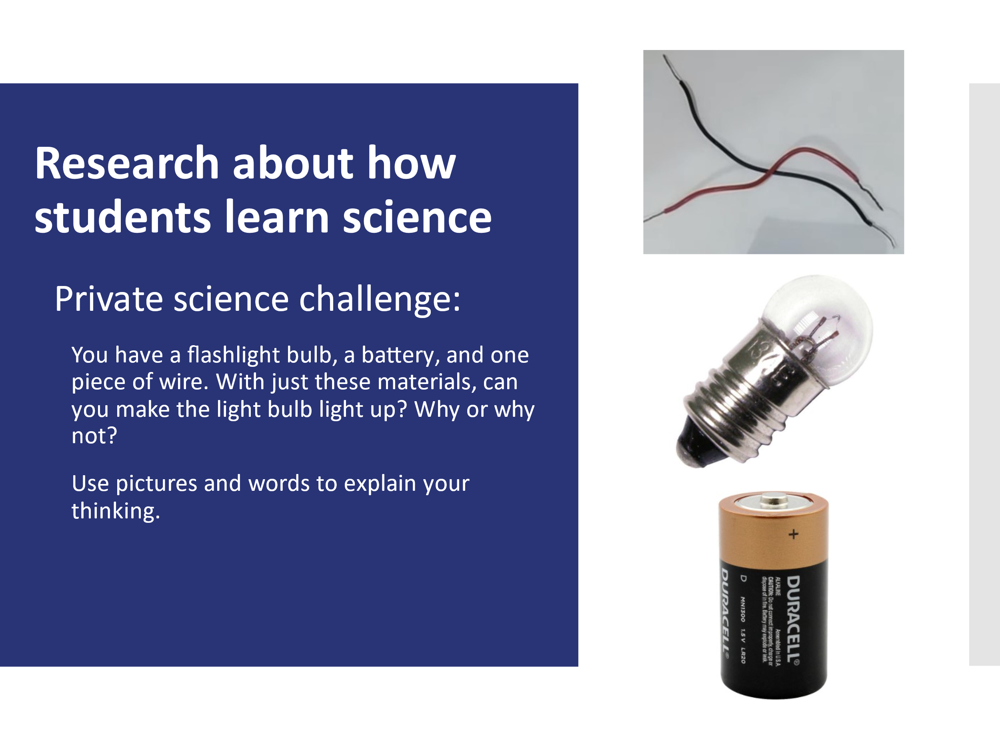 Research about how
students learn science
Private science challenge:
You have a flashlight bulb, a battery, and one
piece of wire. With just these materials, can
you make the light bulb light up? Why or why
not?
Use pictures and words to explain your
thinking.
+
DURACELL®
ALKALINE Assembled in U.S.A.
CAUTION: Do not connect improperly, charge or
dispose of in fire. Battery may explode or leak.
D MN1300 1.5 V LR20
DURACELL®